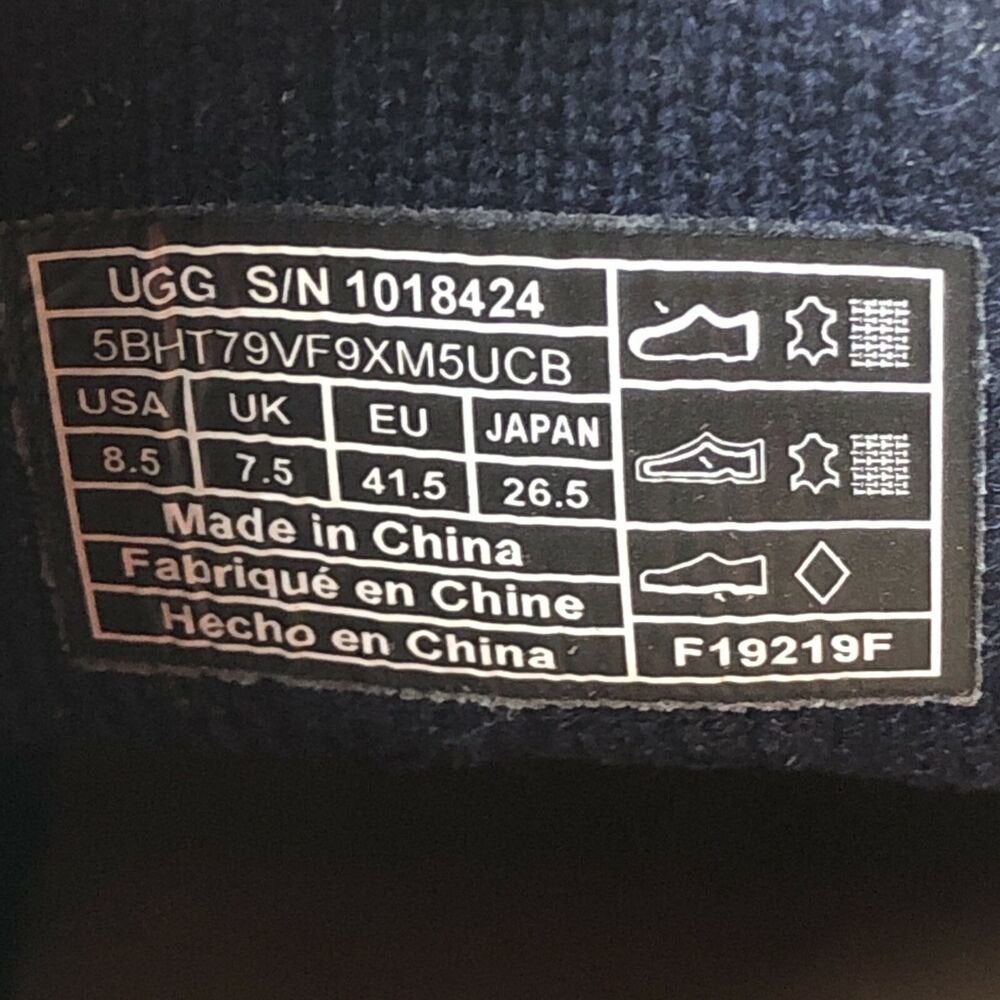 UGG S/N 1018424
5BHT79VF9XM5UCB
USA UK EU JAPAN
8.5 7.5 41.5 26.5
Made in China
Fabriqué en Chine
Hecho en China
F19219F